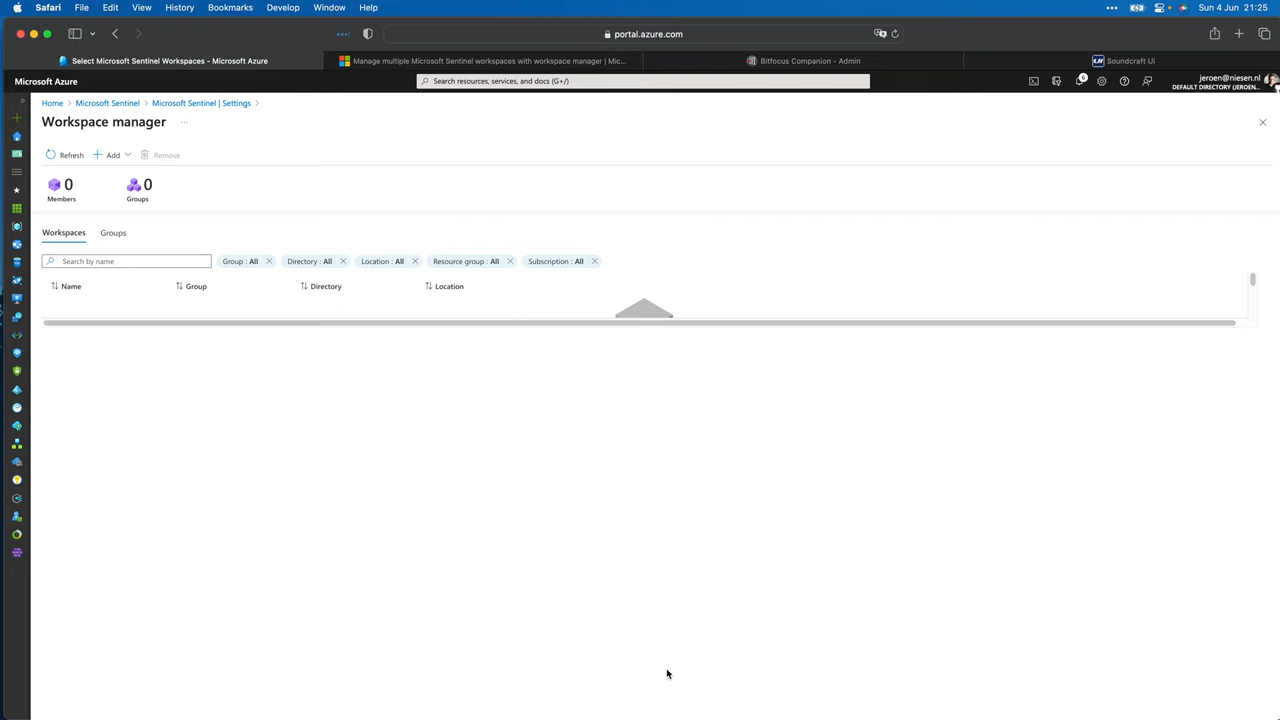 Safari File Edit View History Bookmarks Develop Window Help
Sun 4 Jun 21:25
portal.azure.com
Select Microsoft Sentinel Workspaces - Microsoft Azure
Manage multiple Microsoft Sentinel workspaces with workspace manager | Mic...
Bitfocus Companion - Admin
Soundcraft Ui
Microsoft Azure
Search resources, services, and docs (G+/)
6
jeroen@niesen.nl
DEFAULT DIRECTORY (JEROEN....
Home > Microsoft Sentinel > Microsoft Sentinel | Settings >
Workspace manager ...
Refresh Add Remove
0 0
Members Groups
Workspaces Groups
Search by name Group : All Directory : All Location : All Resource group : All Subscription : All
Name Group Directory Location